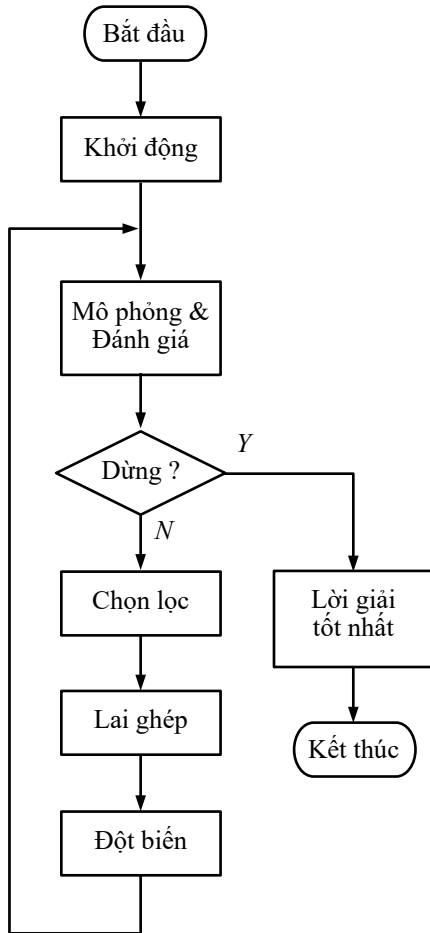 Bắt đầu
Khởi động
Mô phỏng &
Đánh giá
Dừng ?
Y
N
Chọn lọc
Lời giải
tốt nhất
Lai ghép
Kết thúc
Đột biến